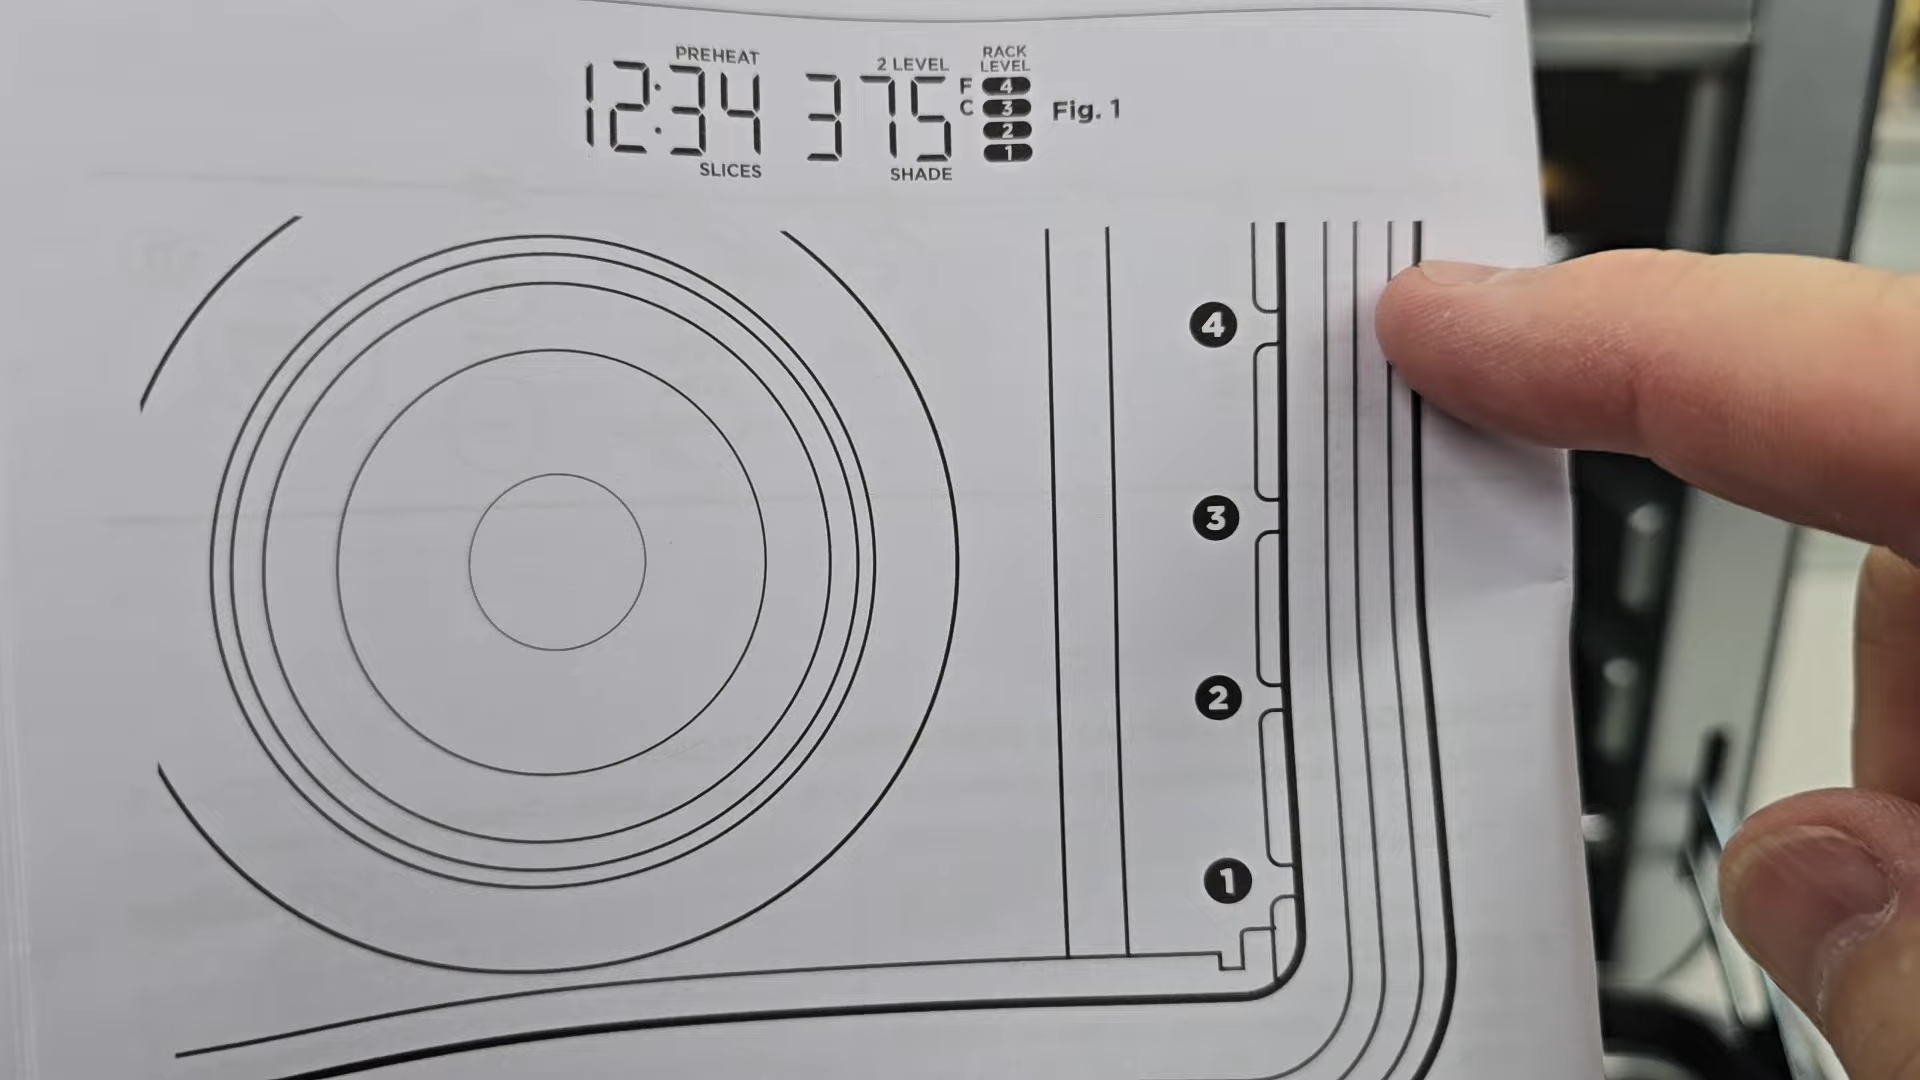 PREHEAT 2 LEVEL RACK LEVEL
12:34 375 F C 4 3 2 1 Fig. 1
SLICES SHADE
4
3
2
1